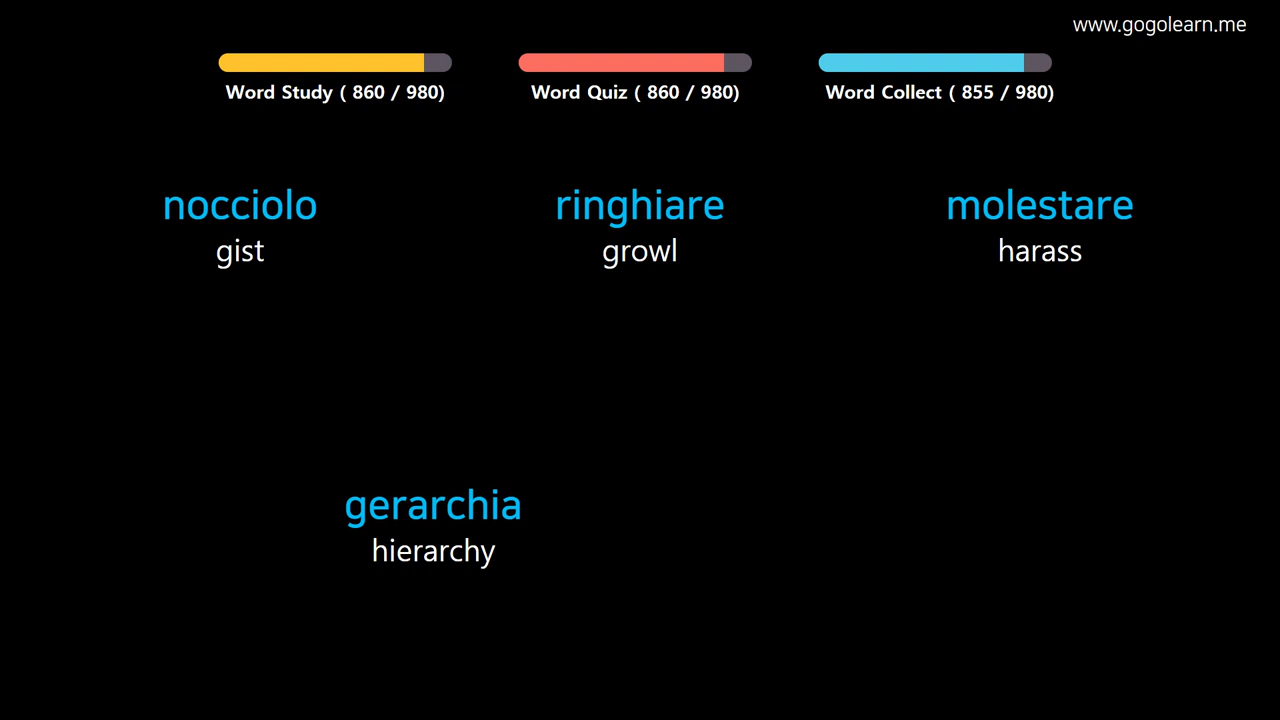 www.gogolearn.me
Word Study ( 860 / 980)
Word Quiz ( 860 / 980)
Word Collect ( 855 / 980)
nocciolo
gist
ringhiare
growl
molestare
harass
gerarchia
hierarchy